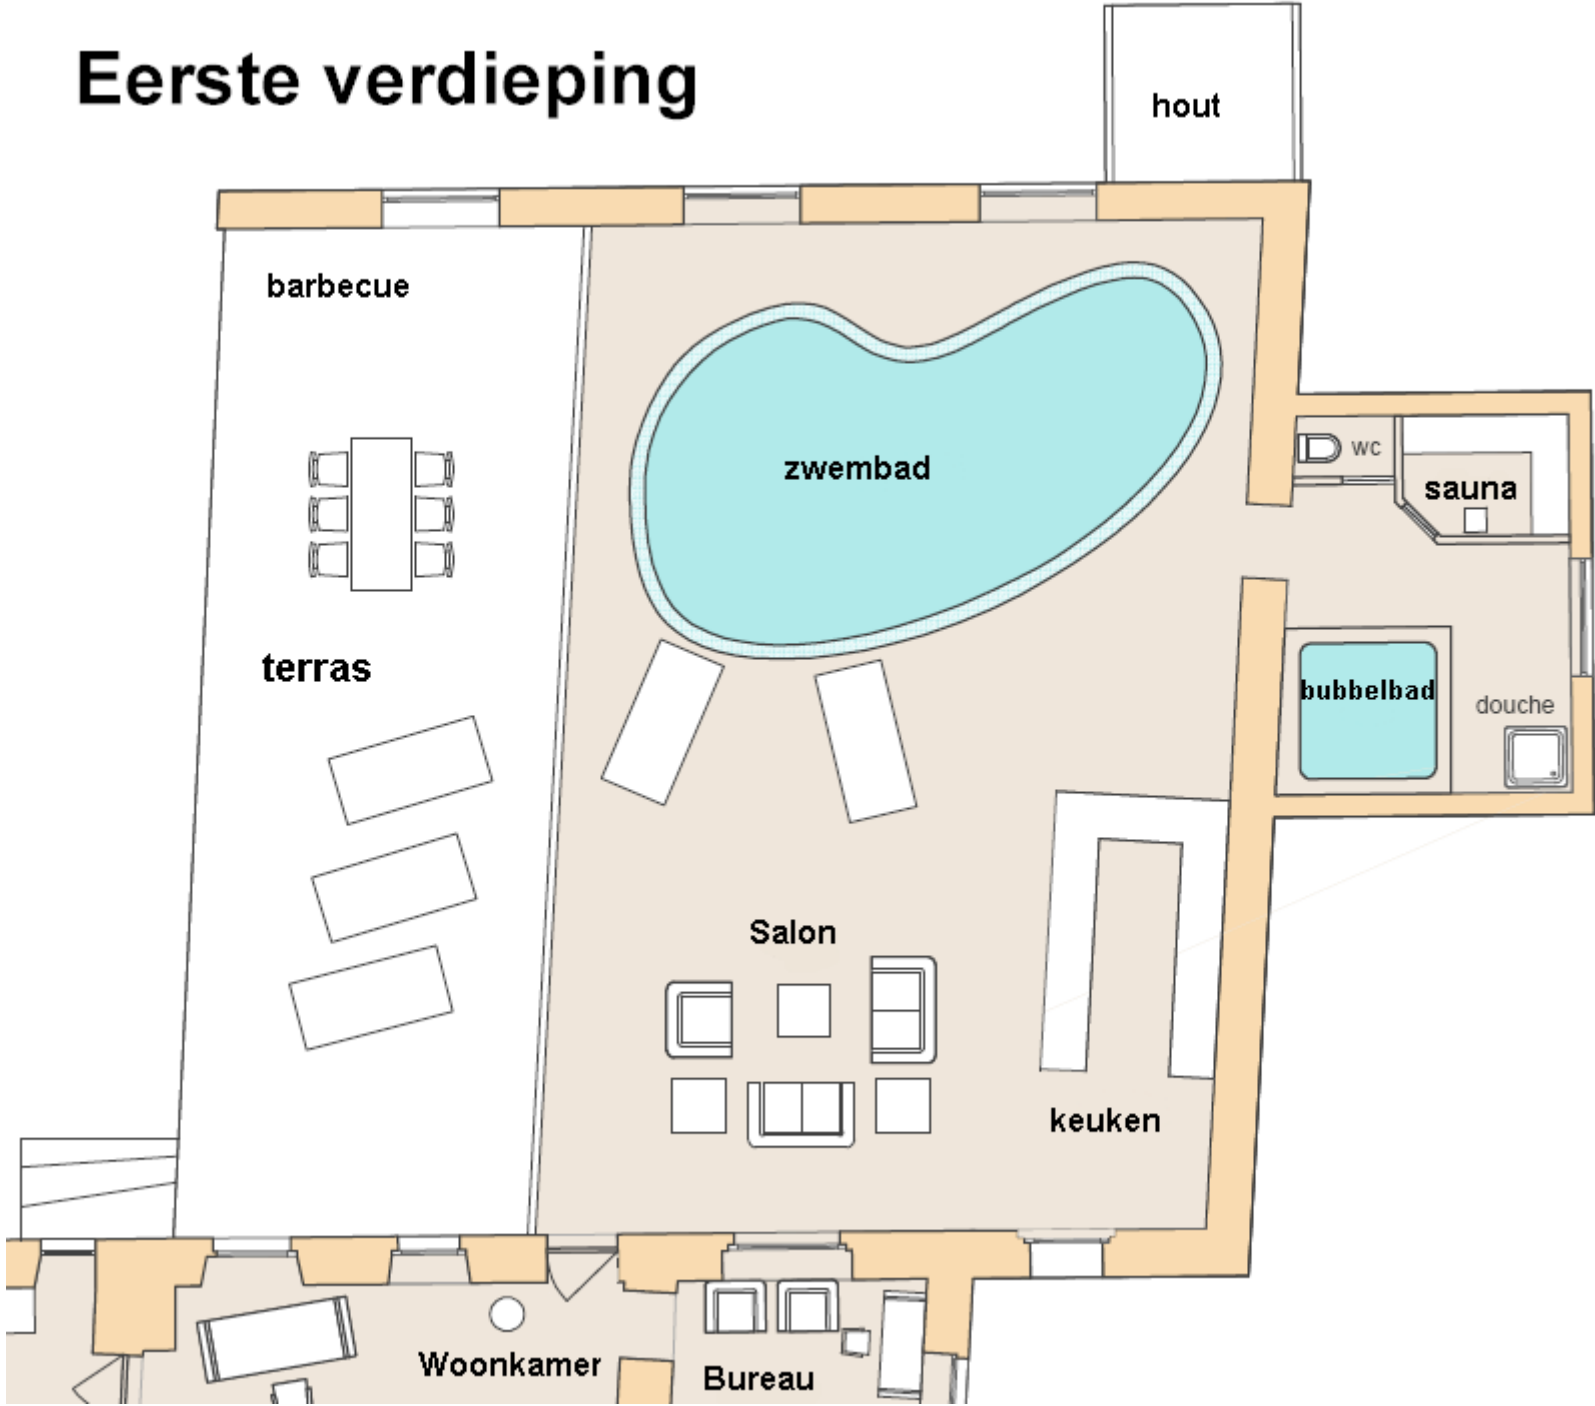 Eerste verdieping
hout
barbecue
zwembad
wc
sauna
terras
bubbelbad
douche
Salon
keuken
Woonkamer
Bureau